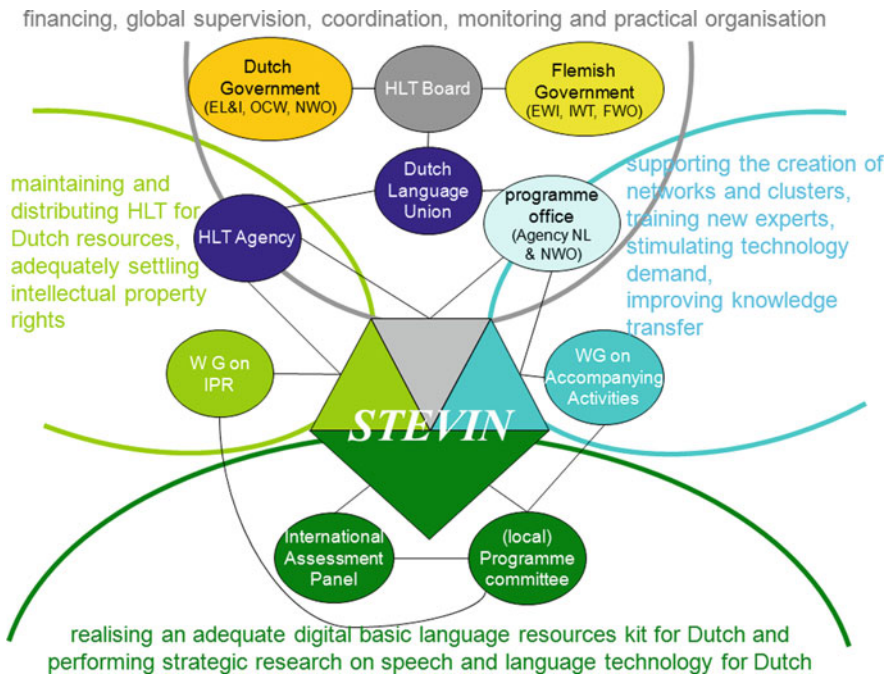 financing, global supervision, coordination, monitoring and practical organisation
Dutch
Government
(EL&I, OCW, NWO)
HLT Board
Flemish
Government
(EWI, IWT, FWO)
maintaining and
distributing HLT for
Dutch resources,
adequately settling
intellectual property
rights
HLT Agency
Dutch
Language
Union
programme
office
(Agency NL
& NWO)
supporting the creation of
networks and clusters,
training new experts,
stimulating technology
demand,
improving knowledge
transfer
W G on
IPR
WG on
Accompanying
Activities
STEVIN
International
Assessment
Panel
(local)
Programme
committee
realising an adequate digital basic language resources kit for Dutch and
performing strategic research on speech and language technology for Dutch